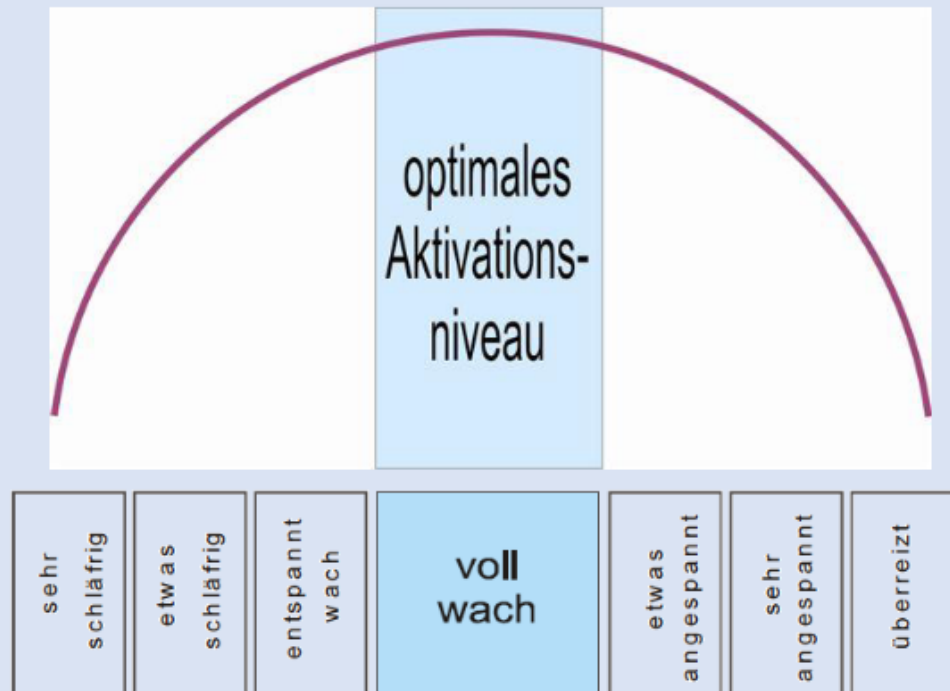 optimales
Aktivations-
niveau
sehr
schläfrig
etwas
schläfrig
entspannt
wach
voll
wach
etwas
angespannt
sehr
angespannt
überreizt